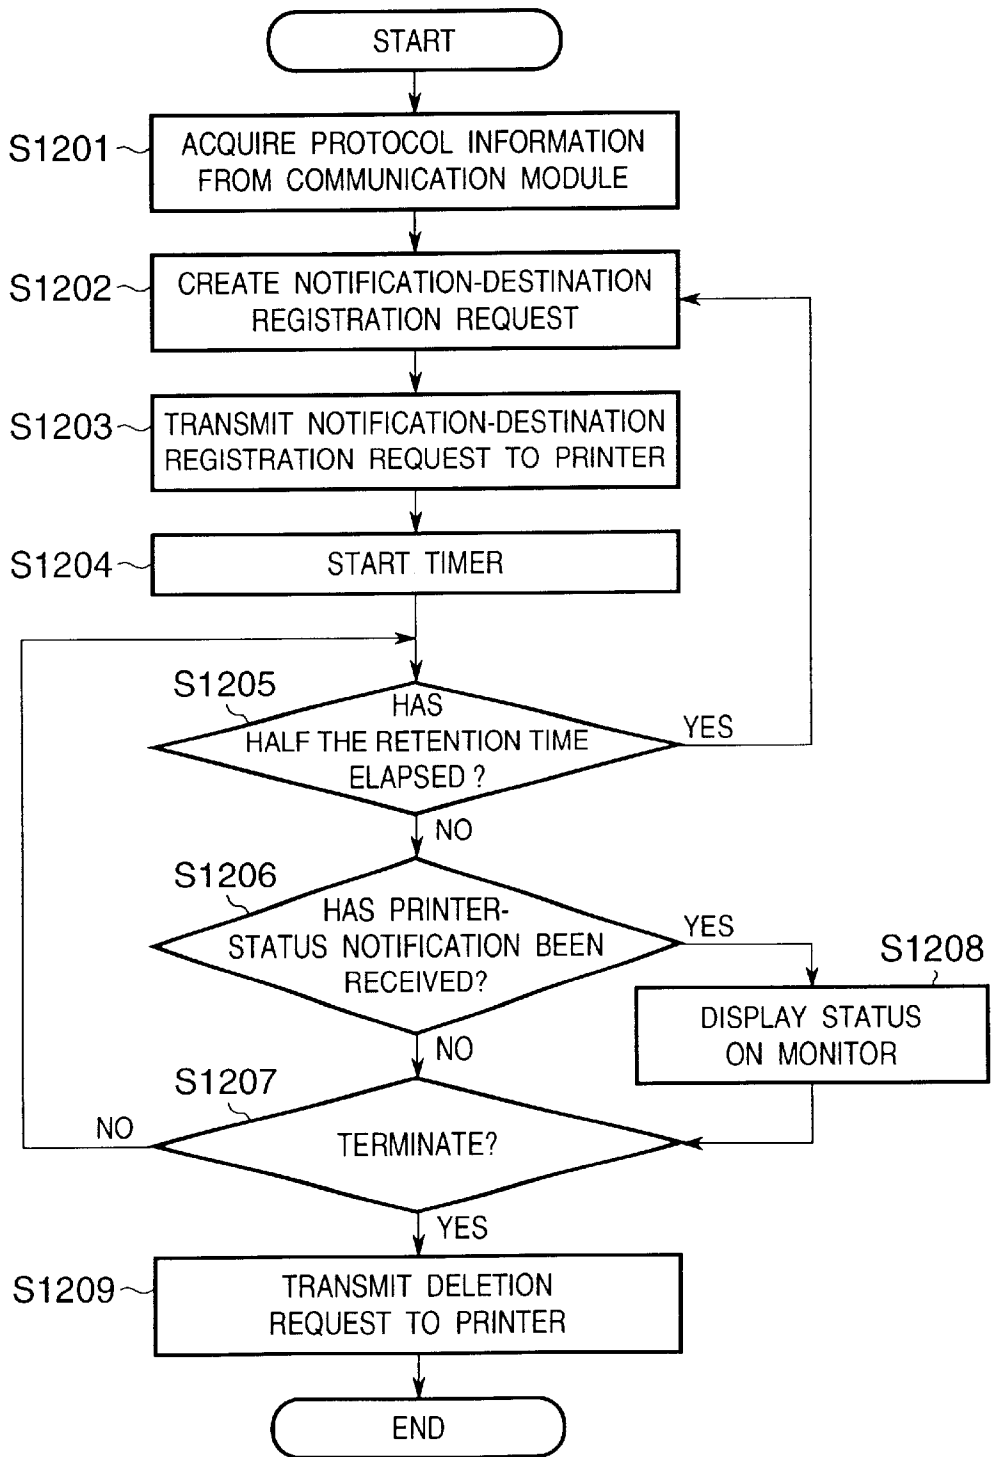 START
S1201
ACQUIRE PROTOCOL INFORMATION
FROM COMMUNICATION MODULE
S1202
CREATE NOTIFICATION-DESTINATION
REGISTRATION REQUEST
S1203
TRANSMIT NOTIFICATION-DESTINATION
REGISTRATION REQUEST TO PRINTER
S1204
START TIMER
S1205
HAS
HALF THE RETENTION TIME
ELAPSED?
YES
NO
S1206
HAS PRINTER-
STATUS NOTIFICATION BEEN
RECEIVED?
YES
S1208
DISPLAY STATUS
ON MONITOR
NO
S1207
NO
TERMINATE?
YES
S1209
TRANSMIT DELETION
REQUEST TO PRINTER
END